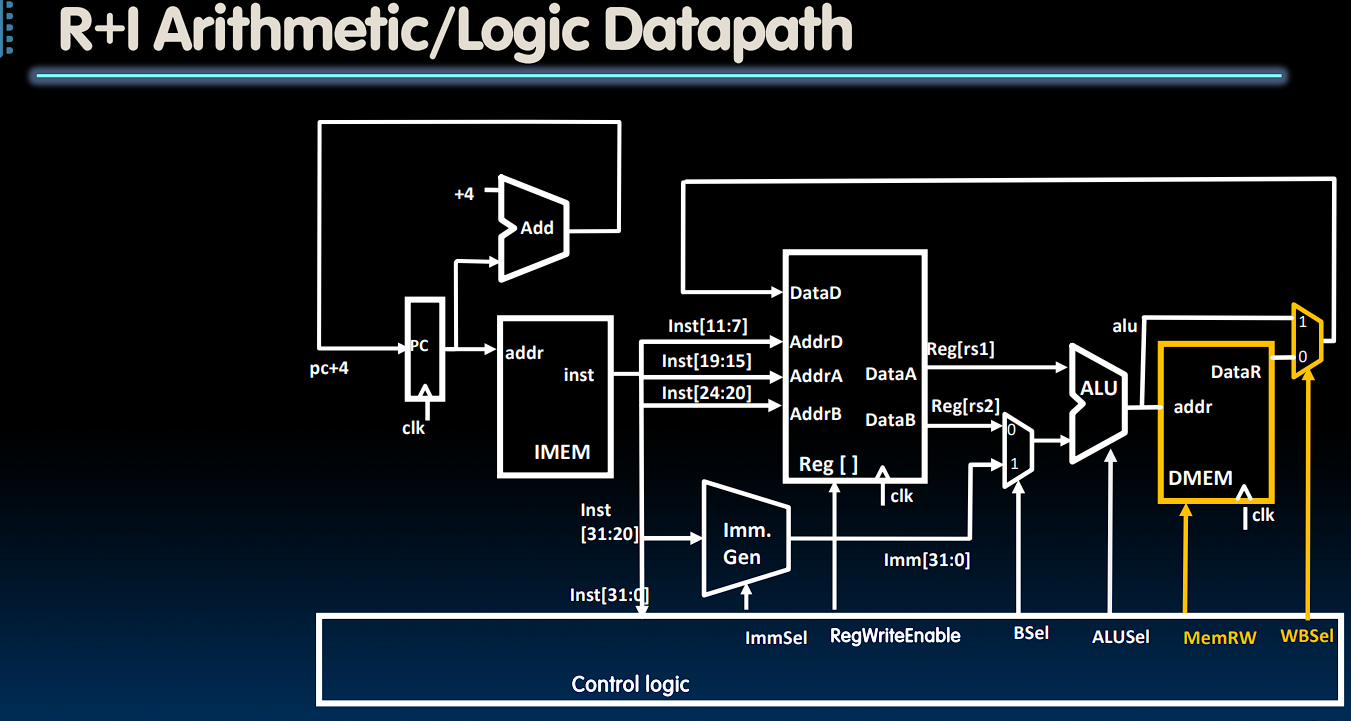 R+I Arithmetic/Logic Datapath
+4
Add
pc+4
PC
clk
addr
inst
IMEM
Inst[11:7]
Inst[19:15]
Inst[24:20]
Inst
[31:20]
Inst[31:0]
DataD
AddrD
AddrA
AddrB
DataA
DataB
Reg [ ]
clk
Imm.
Gen
Imm[31:0]
Reg[rs1]
Reg[rs2]
0
1
ALU
alu
DataR
addr
DMEM
clk
1
0
ImmSel
RegWriteEnable
BSel
ALUSel
MemRW
WBSel
Control logic